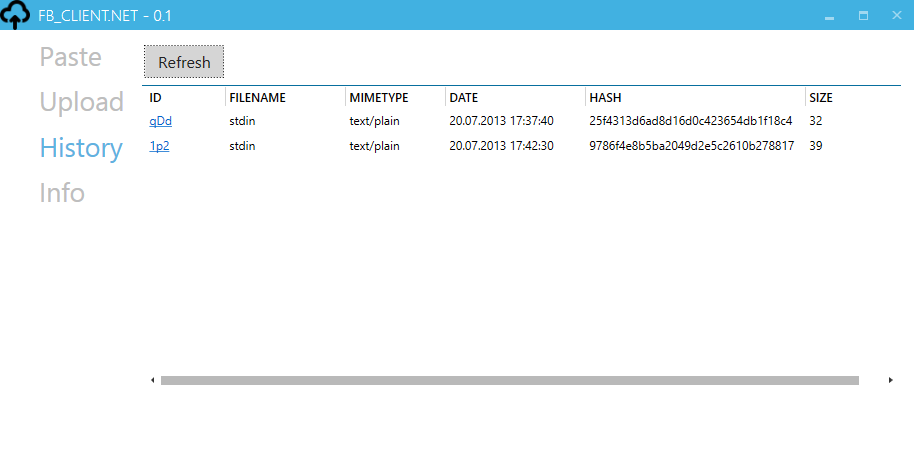 FB_CLIENT.NET - 0.1
Paste
Upload
History
Info
Refresh
ID FILENAME MIMETYPE DATE HASH SIZE
qDd stdin text/plain 20.07.2013 17:37:40 25f4313d6ad8d16d0c423654db1f18c4 32
1p2 stdin text/plain 20.07.2013 17:42:30 9786f4e8b5ba2049d2e5c2610b278817 39